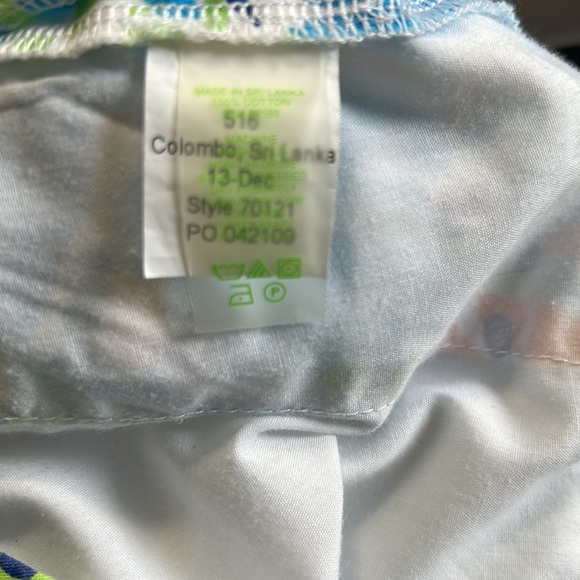 MADE IN SRI LANKA
100% COTTON
516
Colombo, Sri Lanka
13-Dec
Style 70121
PO 042109
P